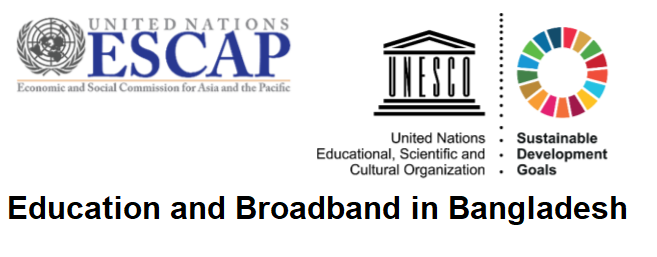 UNITED NATIONS
ESCAP
Economic and Social Commission for Asia and the Pacific
UNESCO
United Nations
Educational, Scientific and
Cultural Organization
Sustainable
Development
Goals
Education and Broadband in Bangladesh